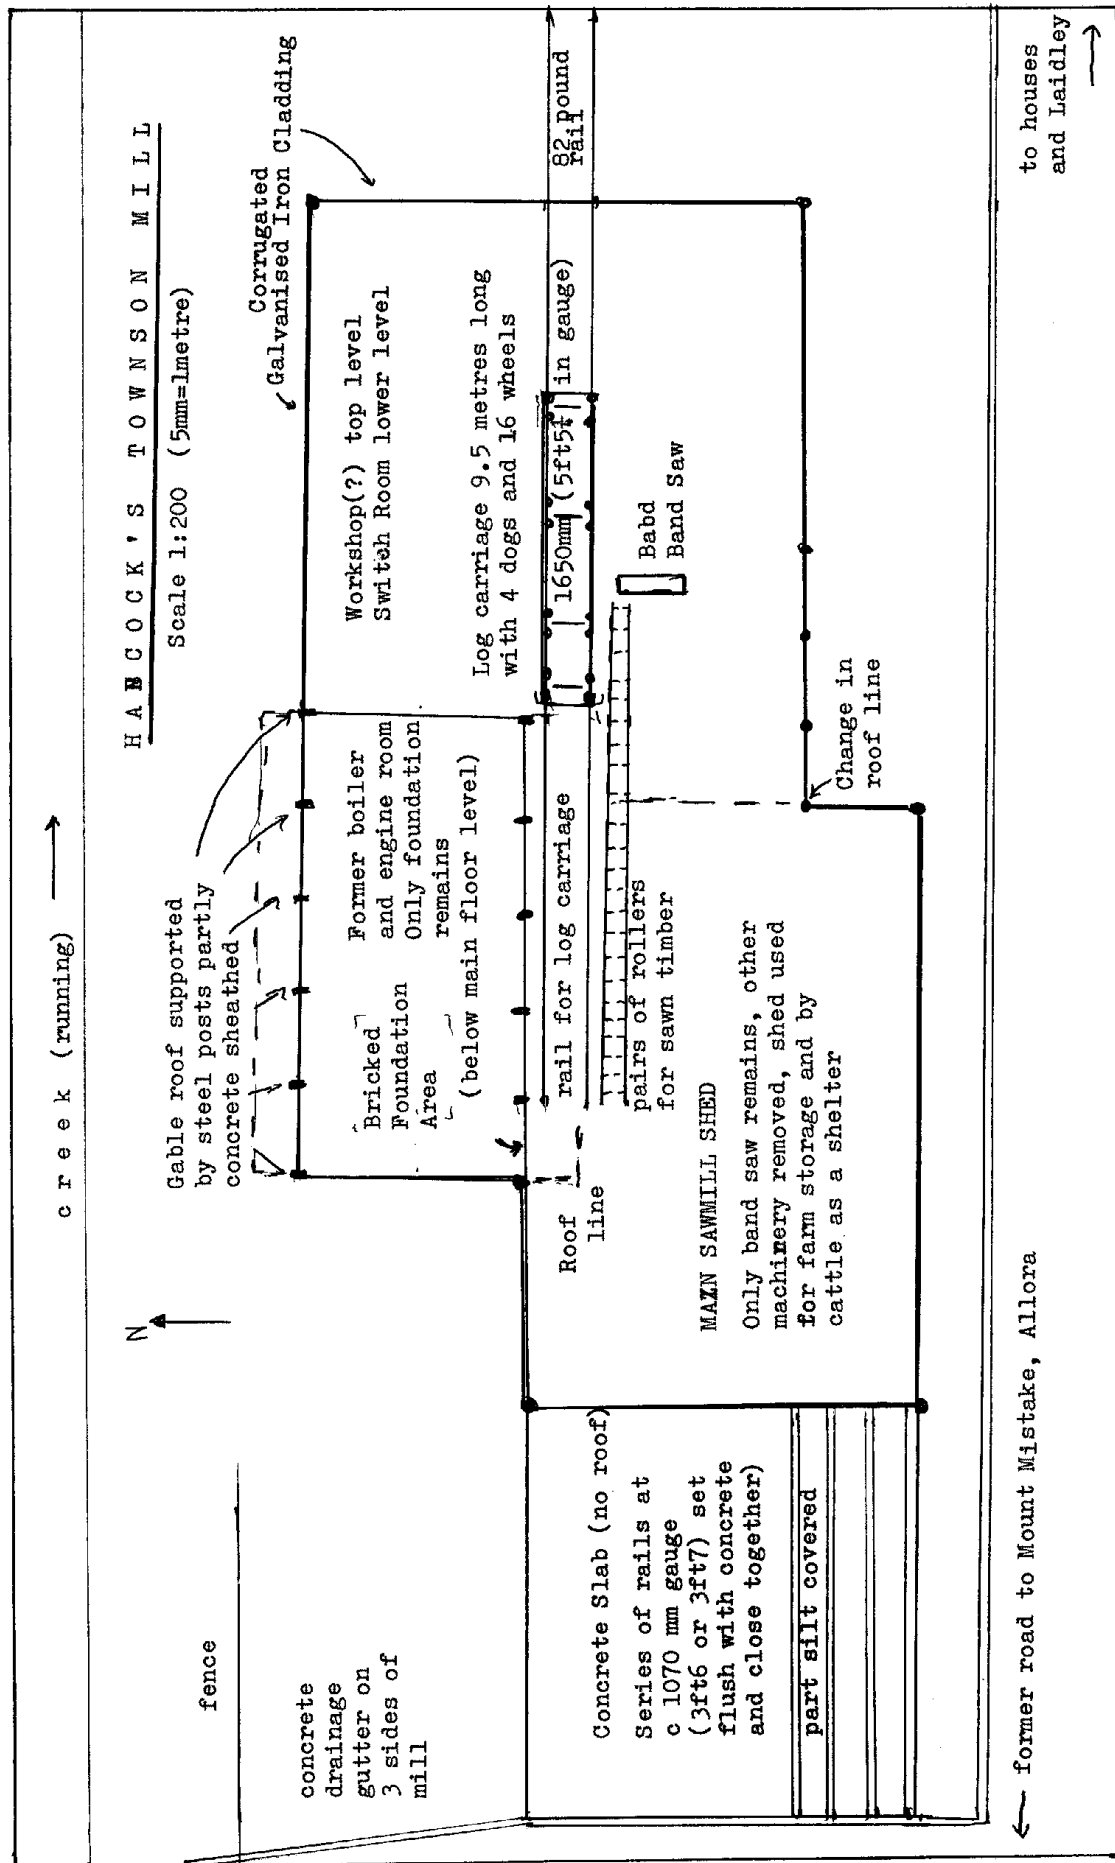 HANCOCK'S TOWNSON MILL
Scale 1:200 (5mm=1metre)
creek (running)
Corrugated
Galvanised Iron Cladding
Gable roof supported
by steel posts partly
concrete sheathed
N
fence
concrete
drainage
gutter on
3 sides of
mill
Workshop(?) top level
Switch Room lower level
Former boiler
and engine room
Only foundation
remains
Bricked
Foundation
Area
(below main floor level)
Log carriage 9.5 metres long
with 4 dogs and 16 wheels
82 pound
rail
1650mm (5ft5¼ in gauge)
rail for log carriage
Roof
line
Babd
Band Saw
pairs of rollers
for sawn timber
Change in
roof line
MAZN SAWMILL SHED
Only band saw remains, other
machinery removed, shed used
for farm storage and by
cattle as a shelter
Concrete Slab (no roof)
Series of rails at
c 1070 mm gauge
(3ft6 or 3ft7) set
flush with concrete
and close together)
part silt covered
former road to Mount Mistake, Allora
to houses
and Laidley